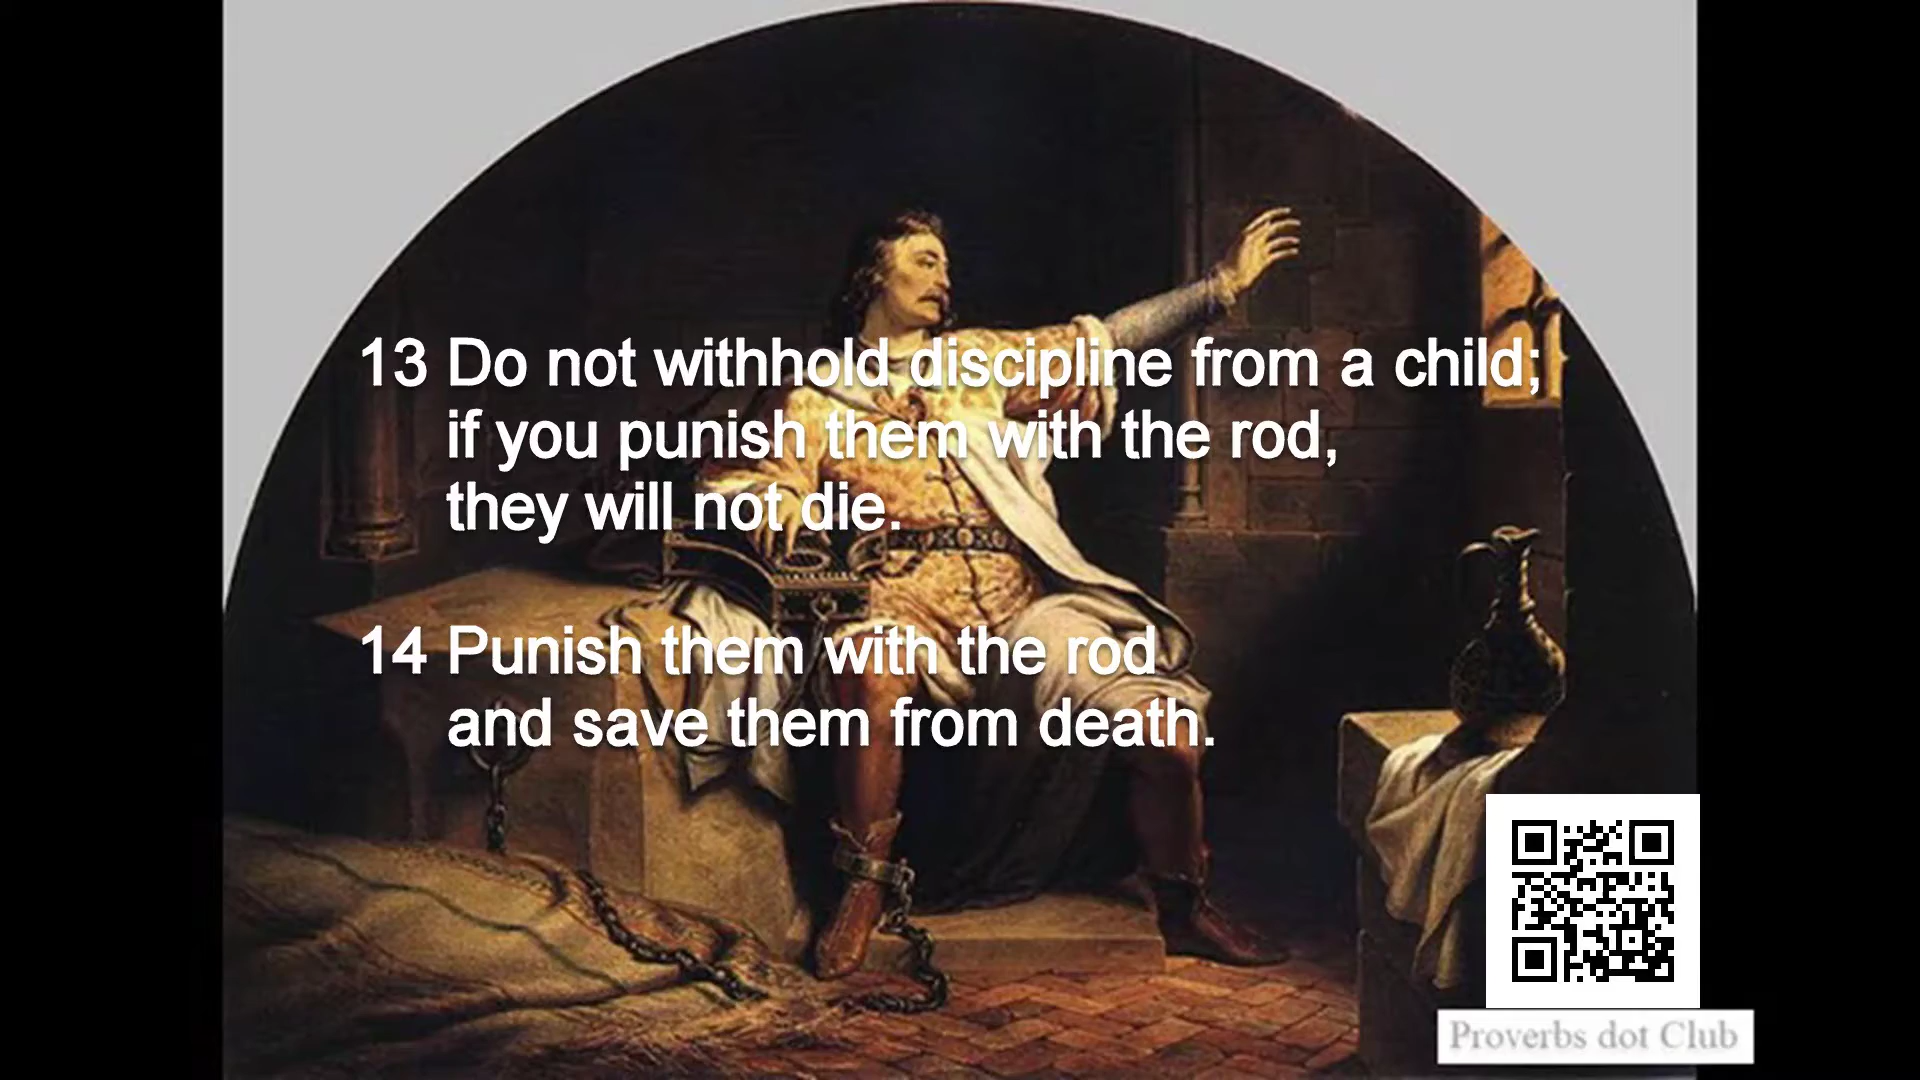 13 Do not withhold discipline from a child;
if you punish them with the rod,
they will not die.
14 Punish them with the rod
and save them from death.
Proverbs dot Club